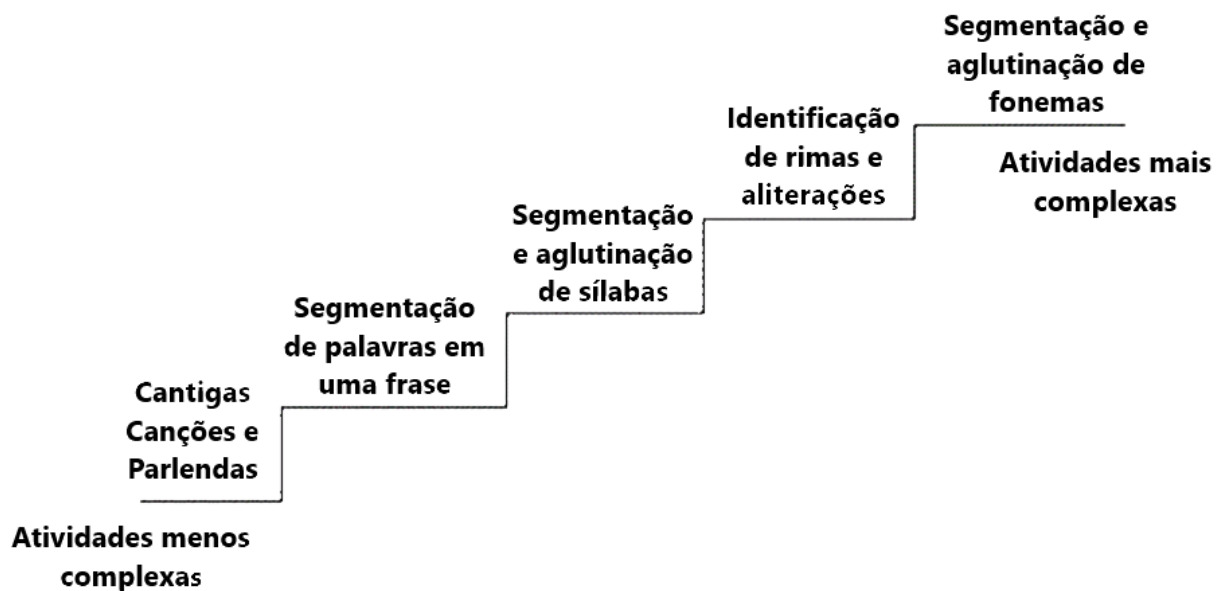 Segmentação e
aglutinação de
fonemas
Atividades mais
complexas
Identificação
de rimas e
aliterações
Segmentação
e aglutinação
de sílabas
Segmentação
de palavras em
uma frase
Cantigas
Canções e
Parlendas
Atividades menos
complexas